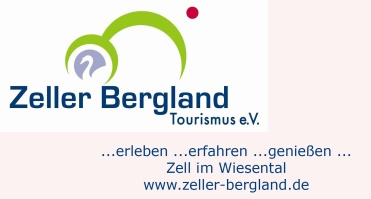 Zeller Bergland
Tourismus e.V.
...erleben ...erfahren ...genießen ...
Zell im Wiesental
www.zeller-bergland.de